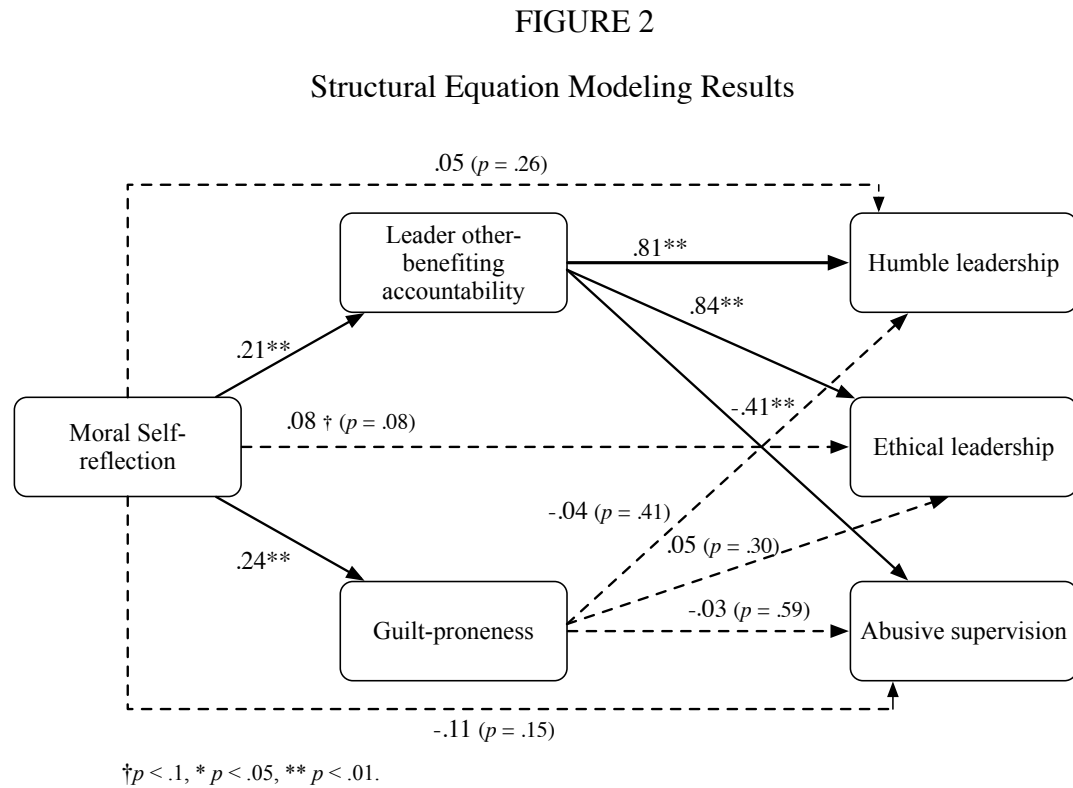 FIGURE 2
Structural Equation Modeling Results
.05 (p = .26)
Leader other-
benefiting
accountability
.81**
Humble leadership
.84**
.21**
-.41**
Moral Self-
reflection
.08 † (p = .08)
Ethical leadership
-.04 (p = .41)
.05 (p = .30)
.24**
Guilt-proneness
-.03 (p = .59)
Abusive supervision
-.11 (p = .15)
†p < .1, * p < .05, ** p < .01.